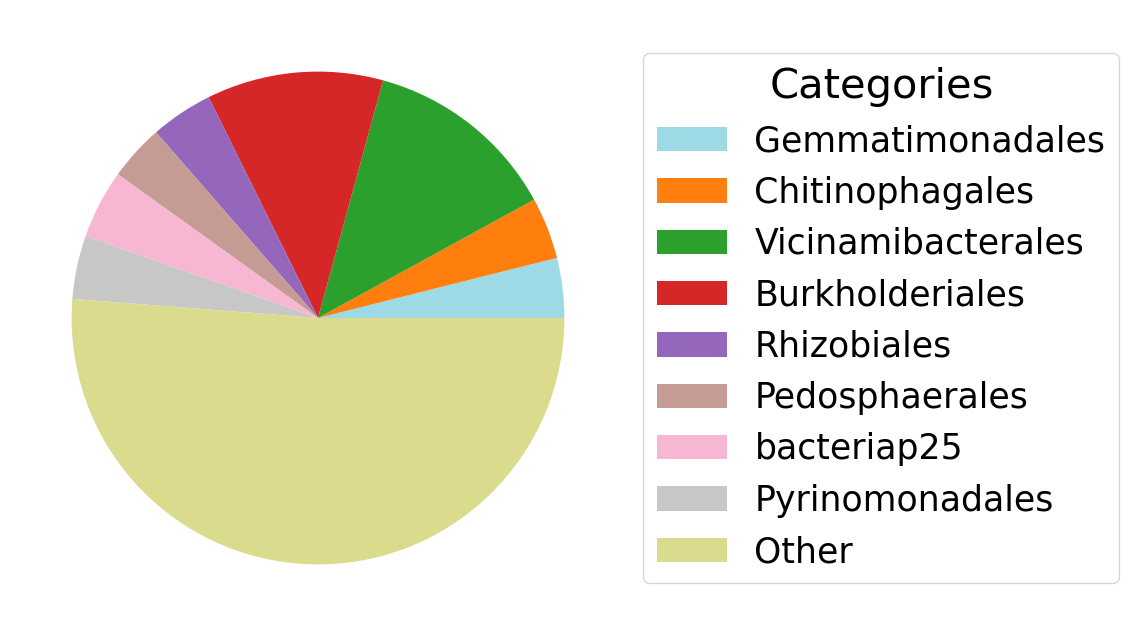 Categories
Gemmatimonadales
Chitinophagales
Vicinamibacterales
Burkholderiales
Rhizobiales
Pedosphaerales
bacteriap25
Pyrinomonadales
Other